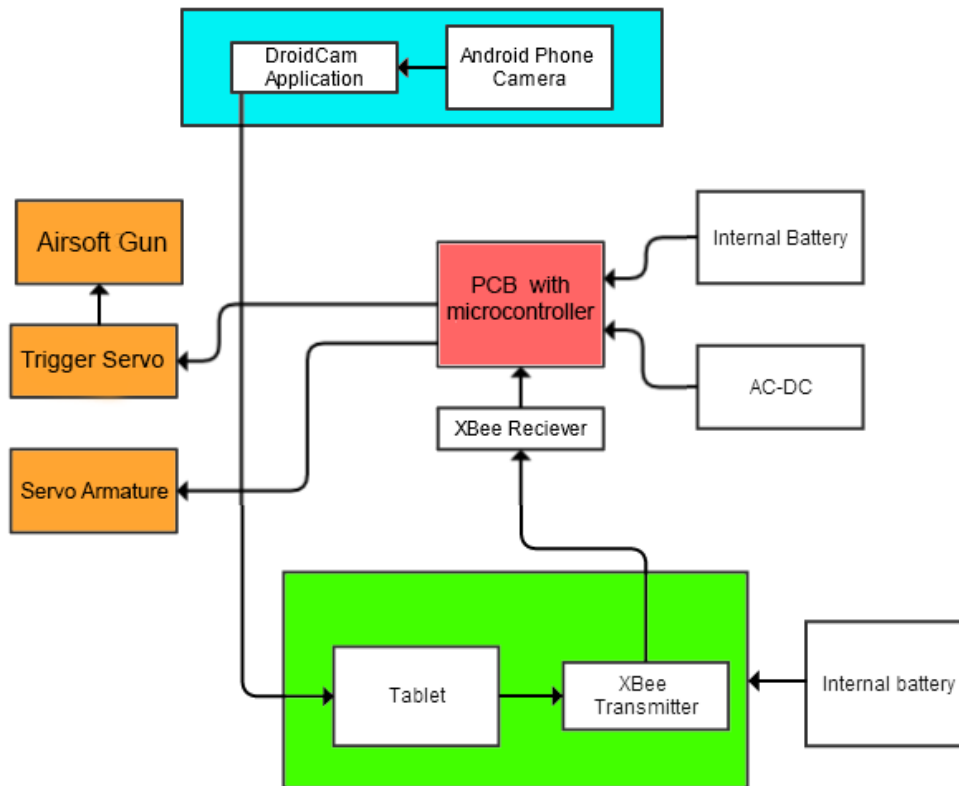 DroidCam
Application
Android Phone
Camera
Airsoft Gun
Internal Battery
PCB with
microcontroller
Trigger Servo
AC-DC
XBee Reciever
Servo Armature
Tablet
XBee
Transmitter
Internal battery